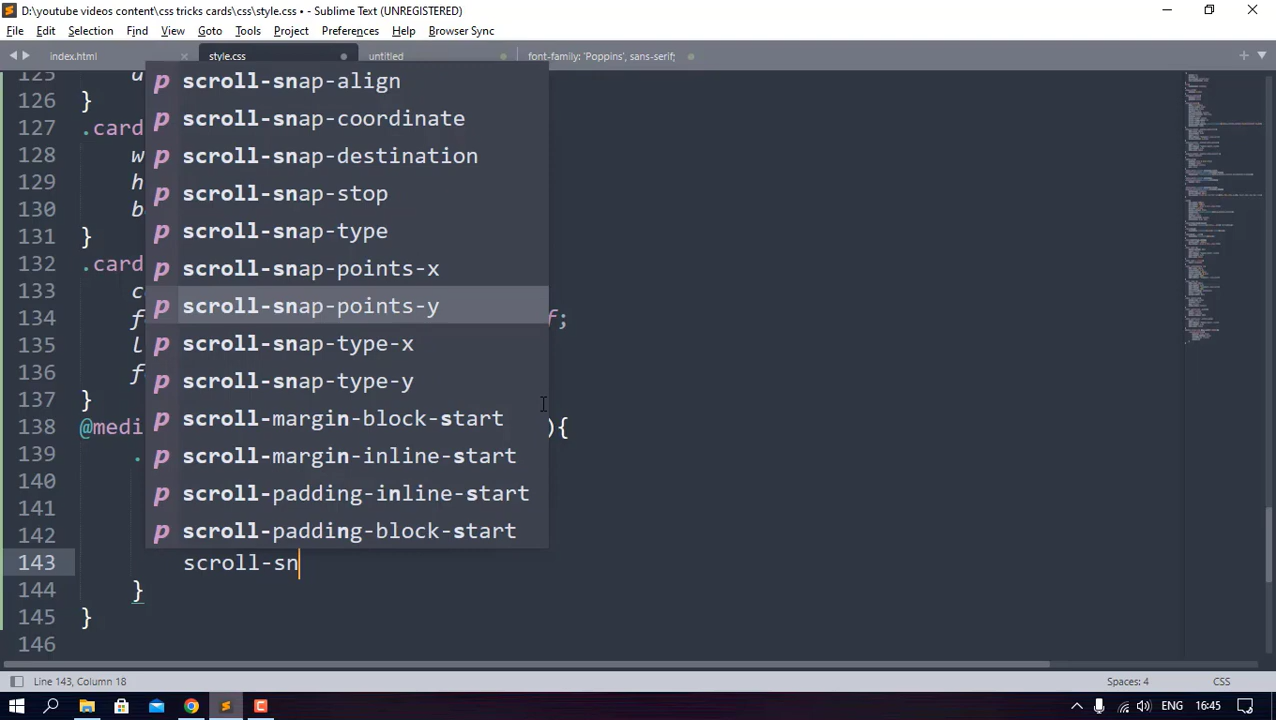 D:\youtube videos content\css tricks cards\css\style.css • - Sublime Text (UNREGISTERED)
File Edit Selection Find View Goto Tools Project Preferences Help Browser Sync
index.html style.css untitled font-family: 'Poppins', sans-serif;
125
126 }
127 .card
128 w
129 h
130 b
131 }
132 .card
133 c
134 f f;
135 l
136 f
137 }
138 @medi ){
139 .
140
141
142
143 scroll-sn
144 }
145 }
146
p scroll-snap-align
p scroll-snap-coordinate
p scroll-snap-destination
p scroll-snap-stop
p scroll-snap-type
p scroll-snap-points-x
p scroll-snap-points-y
p scroll-snap-type-x
p scroll-snap-type-y
p scroll-margin-block-start
p scroll-margin-inline-start
p scroll-padding-inline-start
p scroll-padding-block-start
Line 143, Column 18 Spaces: 4 CSS
ENG 16:45